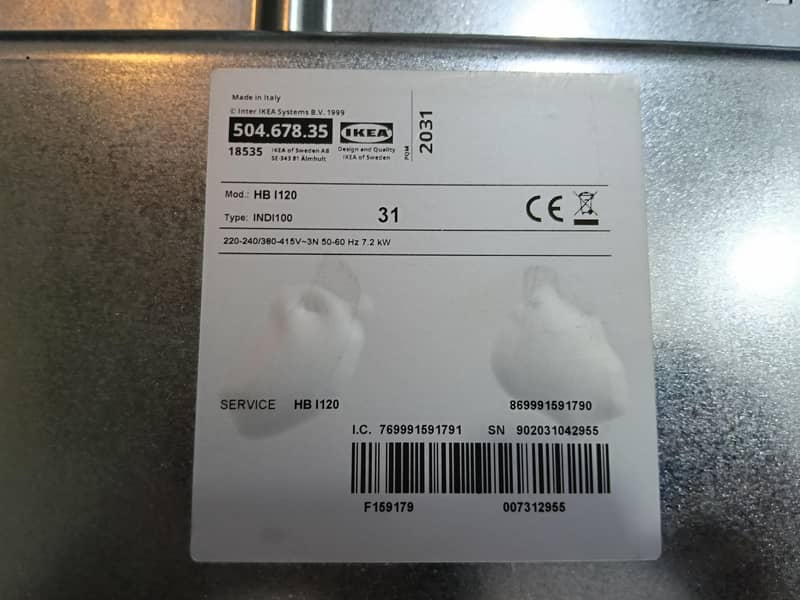 Made in Italy
© Inter IKEA Systems B.V. 1999
504.678.35
IKEA
18535
IKEA of Sweden AB
SE-343 81 Älmhult
Design and Quality
IKEA of Sweden
PQM
2031
Mod.: HB I120
Type: INDI100
31
CE
220-240/380-415V~3N 50-60 Hz 7.2 kW
SERVICE HB I120 869991591790
I.C. 769991591791 SN 902031042955
F159179 007312955